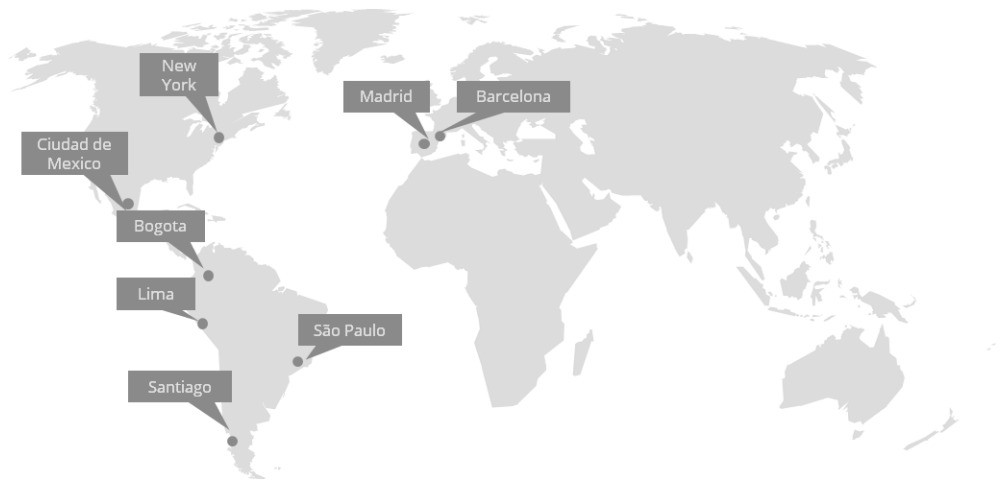 New
York
Madrid
Barcelona
Ciudad de
Mexico
Bogota
Lima
São Paulo
Santiago